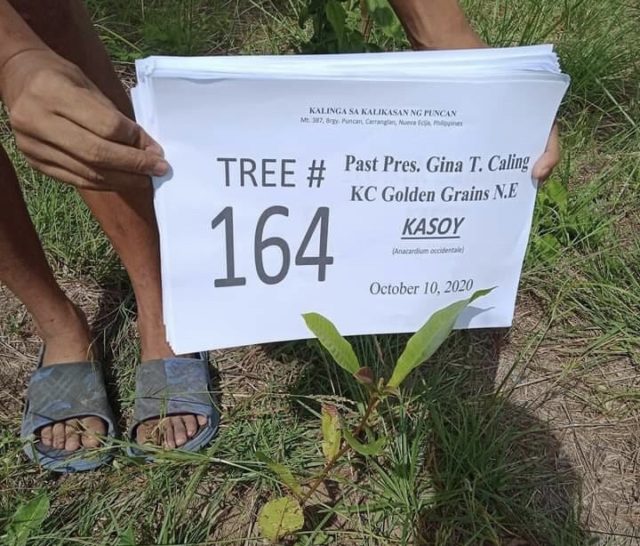 KALINGA SA KALIKASAN NG PUNCAN
Mt. 387, Brgy. Puncan, Carranglan, Nueva Ecija, Philippines
TREE #
164
Past Pres. Gina T. Caling
KC Golden Grains N.E
KASOY
(Anacardium occidentale)
October 10, 2020